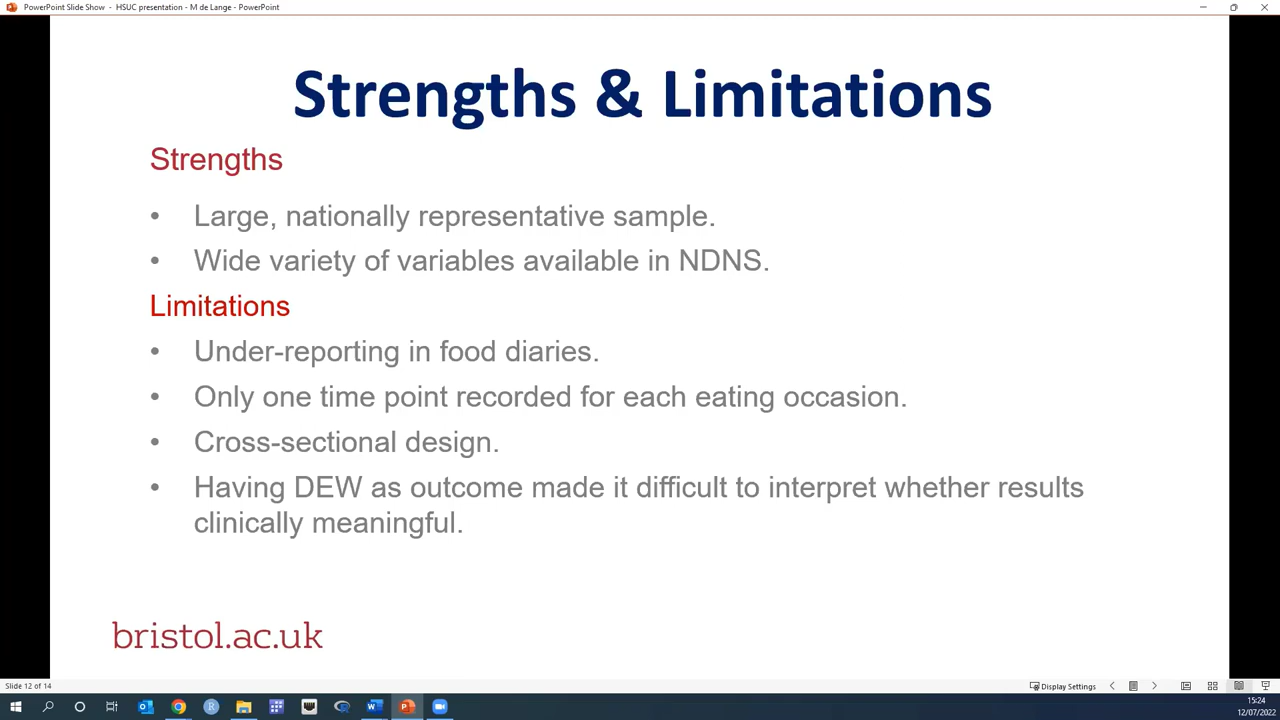 PowerPoint Slide Show - HSUC presentation - M de Lange - PowerPoint
Strengths & Limitations
Strengths
• Large, nationally representative sample.
• Wide variety of variables available in NDNS.
Limitations
• Under-reporting in food diaries.
• Only one time point recorded for each eating occasion.
• Cross-sectional design.
• Having DEW as outcome made it difficult to interpret whether results
clinically meaningful.
bristol.ac.uk
Slide 12 of 14
Display Settings
15:24
12/07/2022